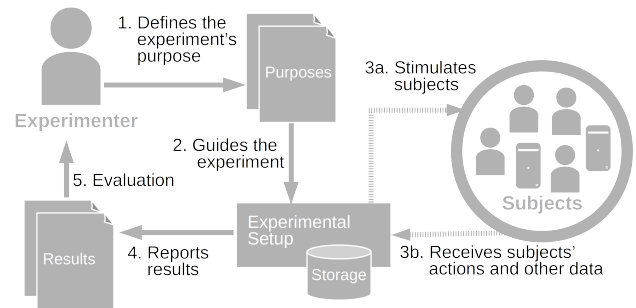 1. Defines the
experiment's
purpose
Purposes
3a. Stimulates
subjects
Experimenter
2. Guides the
experiment
5. Evaluation
Subjects
Experimental
Setup
Storage
3b. Receives subjects'
actions and other data
4. Reports
results
Results